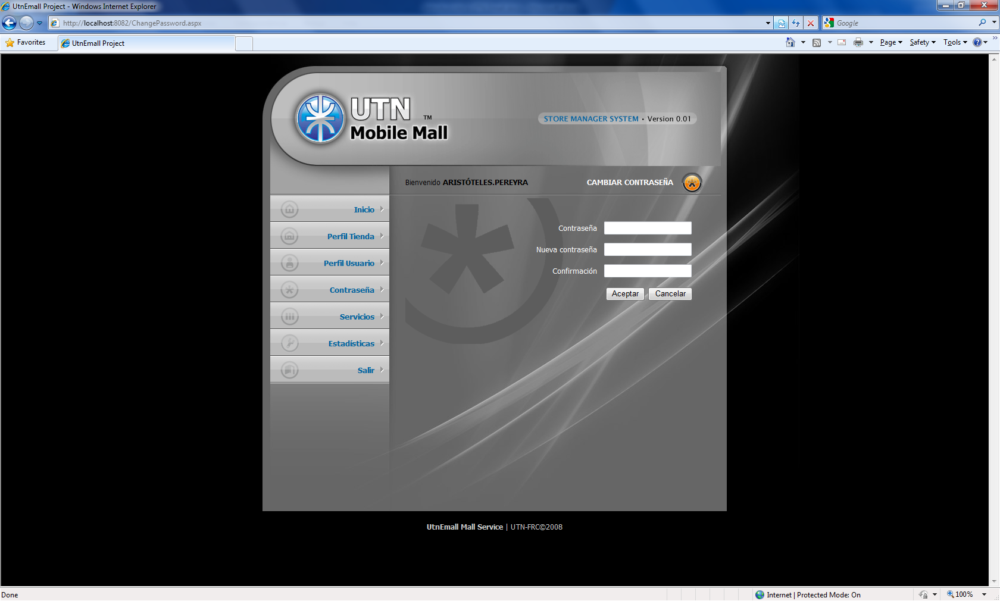 UtnEmall Project - Windows Internet Explorer
http://localhost:8082/ChangePassword.aspx
Google
Favorites
UtnEmall Project
Page
Safety
Tools
UTN
TM
Mobile Mall
STORE MANAGER SYSTEM • Version 0.01
Bienvenido ARISTÓTELES.PEREYRA
CAMBIAR CONTRASEÑA
Inicio
Perfil Tienda
Perfil Usuario
Contraseña
Servicios
Estadísticas
Salir
Contraseña
Nueva contraseña
Confirmación
Aceptar
Cancelar
UtnEmall Mall Service | UTN-FRC©2008
Done
Internet | Protected Mode: On
100%